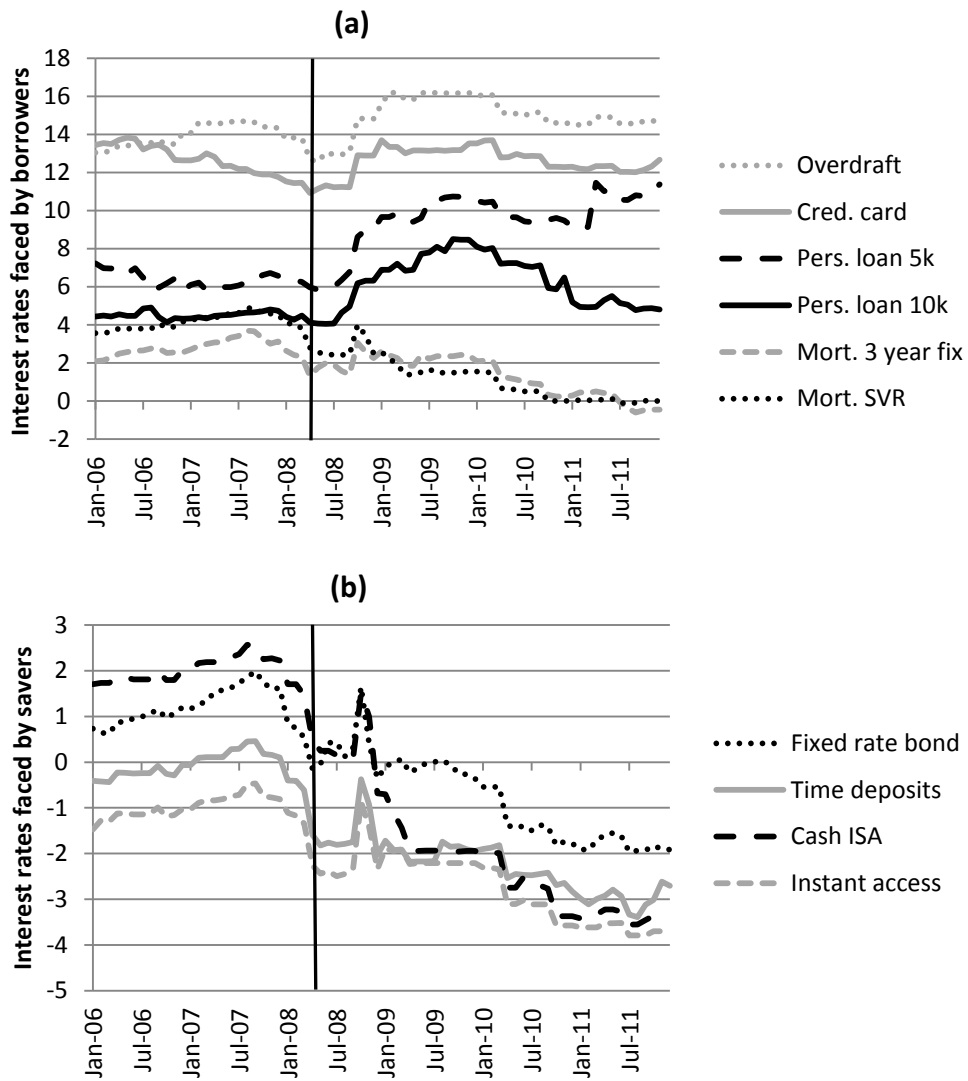 (a)
Interest rates faced by borrowers
18
16
14
12
10
8
6
4
2
0
-2
Jan-06
Jul-06
Jan-07
Jul-07
Jan-08
Jul-08
Jan-09
Jul-09
Jan-10
Jul-10
Jan-11
Jul-11
Overdraft
Cred. card
Pers. loan 5k
Pers. loan 10k
Mort. 3 year fix
Mort. SVR
(b)
Interest rates faced by savers
3
2
1
0
-1
-2
-3
-4
-5
Jan-06
Jul-06
Jan-07
Jul-07
Jan-08
Jul-08
Jan-09
Jul-09
Jan-10
Jul-10
Jan-11
Jul-11
Fixed rate bond
Time deposits
Cash ISA
Instant access